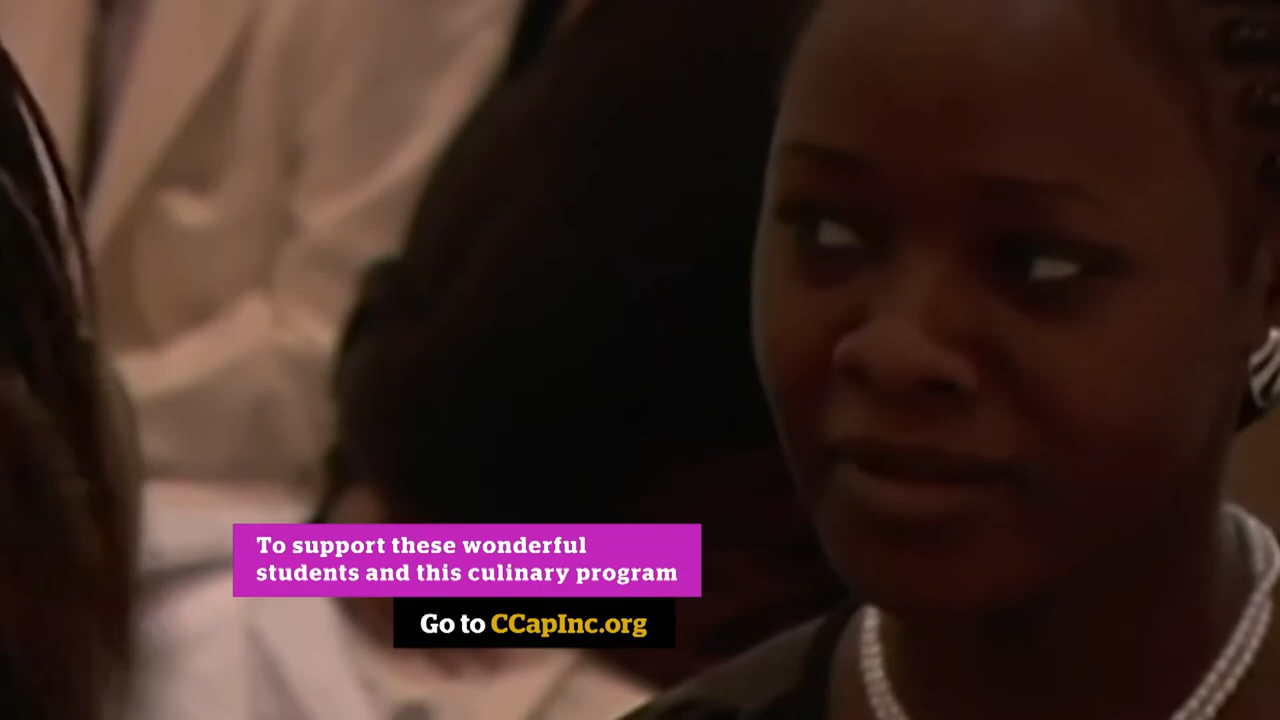 To support these wonderful
students and this culinary program
Go to CCapInc.org